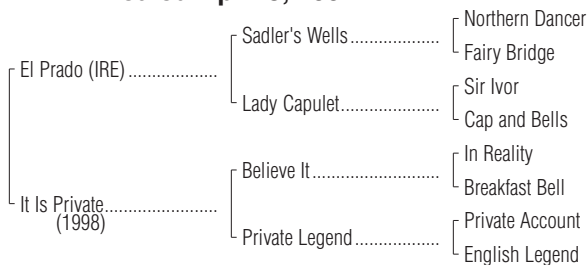 Northern Dancer
Sadler's Wells.....................
Fairy Bridge
El Prado (IRE) .....................
Sir Ivor
Lady Capulet.......................
Cap and Bells
In Reality
Believe It.............................
Breakfast Bell
It Is Private...........................
(1998)
Private Account
Private Legend....................
English Legend